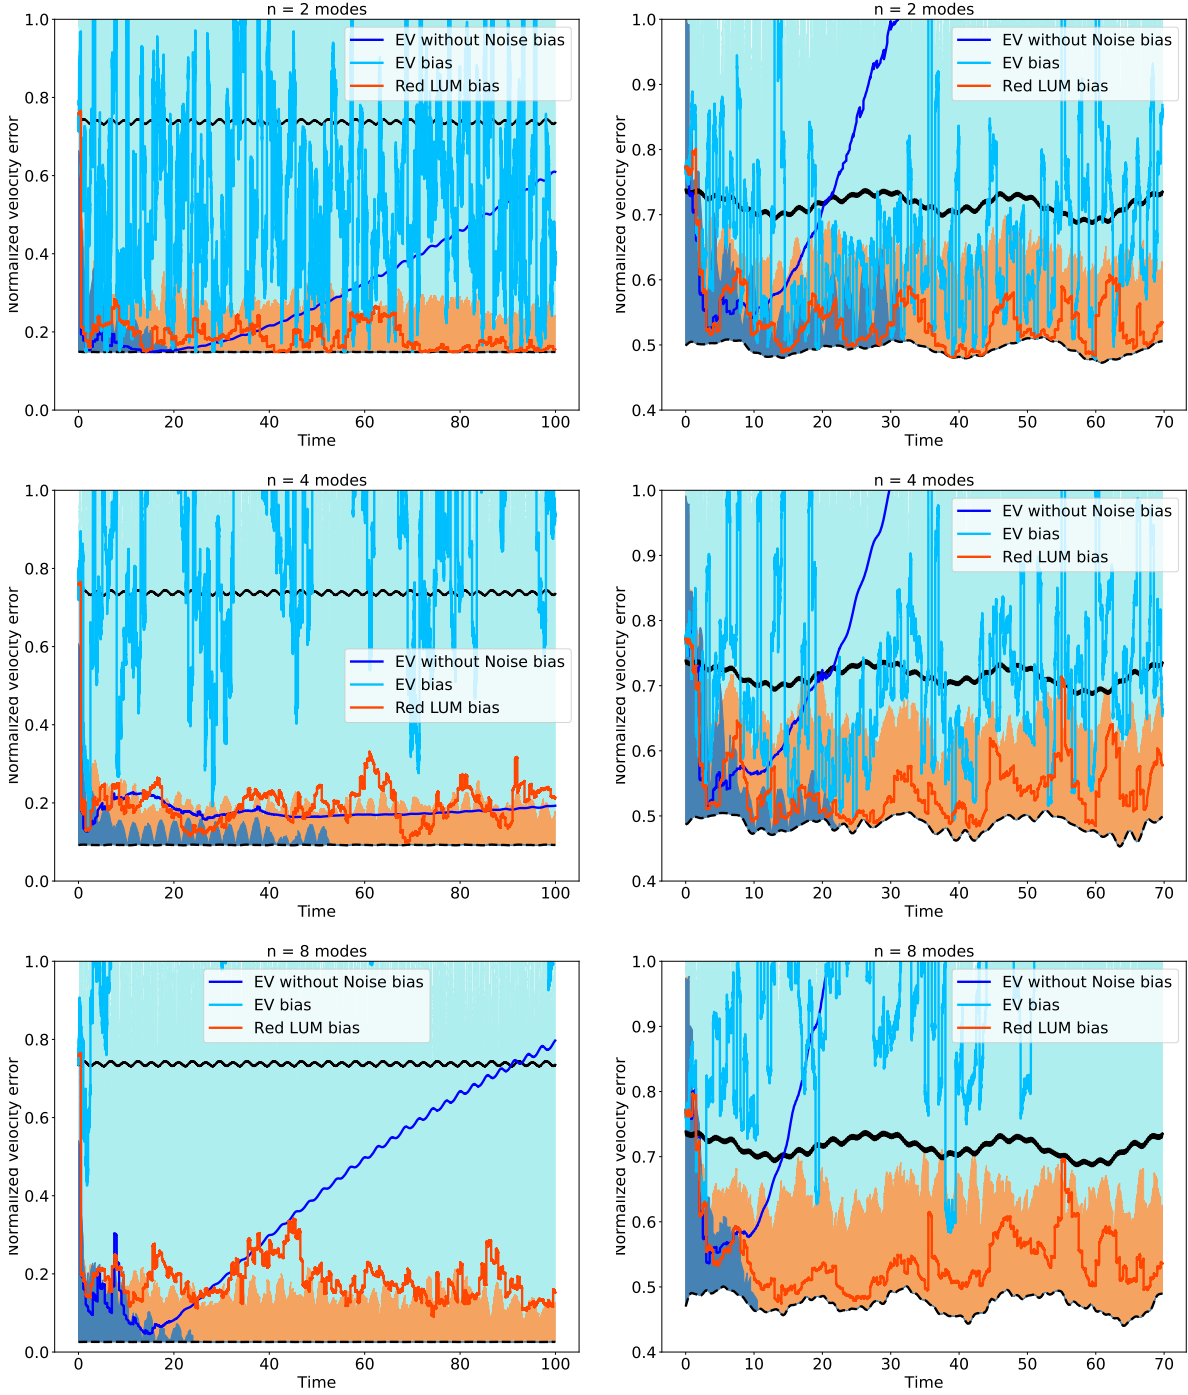 n = 2 modes
Normalized velocity error
1.0
0.8
0.6
0.4
0.2
0.0
EV without Noise bias
EV bias
Red LUM bias
0 20 40 60 80 100
Time
n = 2 modes
Normalized velocity error
1.0
0.9
0.8
0.7
0.6
0.5
0.4
EV without Noise bias
EV bias
Red LUM bias
0 10 20 30 40 50 60 70
Time
n = 4 modes
Normalized velocity error
1.0
0.8
0.6
0.4
0.2
0.0
EV without Noise bias
EV bias
Red LUM bias
0 20 40 60 80 100
Time
n = 4 modes
Normalized velocity error
1.0
0.9
0.8
0.7
0.6
0.5
0.4
EV without Noise bias
EV bias
Red LUM bias
0 10 20 30 40 50 60 70
Time
n = 8 modes
Normalized velocity error
1.0
0.8
0.6
0.4
0.2
0.0
EV without Noise bias
EV bias
Red LUM bias
0 20 40 60 80 100
Time
n = 8 modes
Normalized velocity error
1.0
0.9
0.8
0.7
0.6
0.5
0.4
EV without Noise bias
EV bias
Red LUM bias
0 10 20 30 40 50 60 70
Time